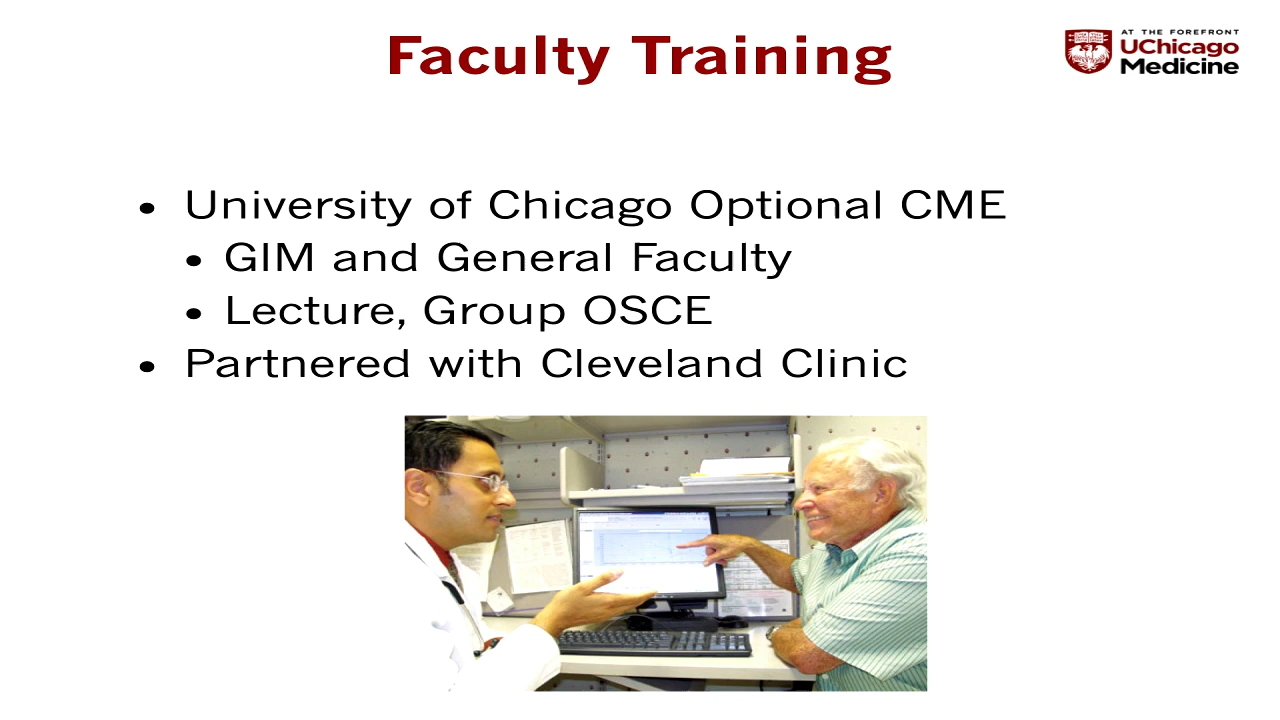 Faculty Training
AT THE FOREFRONT
UChicago
Medicine
• University of Chicago Optional CME
• GIM and General Faculty
• Lecture, Group OSCE
• Partnered with Cleveland Clinic